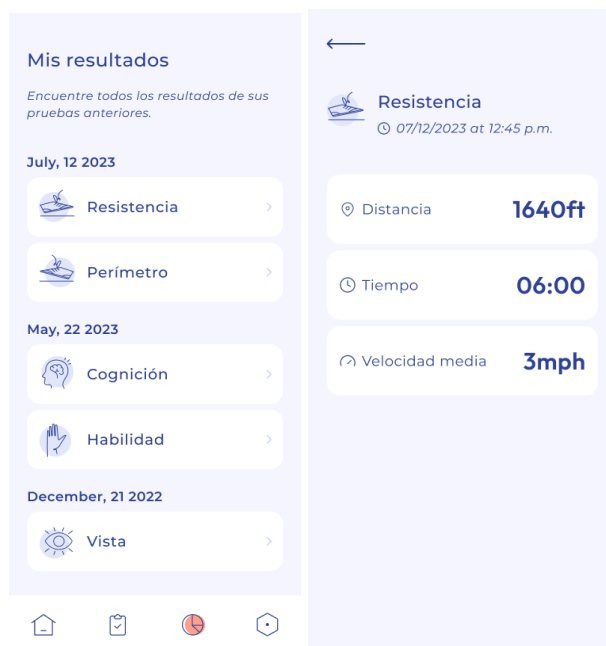 Mis resultados
Encuentre todos los resultados de sus
pruebas anteriores.
July, 12 2023
Resistencia
Perímetro
May, 22 2023
Cognición
Habilidad
December, 21 2022
Vista
Resistencia
07/12/2023 at 12:45 p.m.
Distancia 1640ft
Tiempo 06:00
Velocidad media 3mph